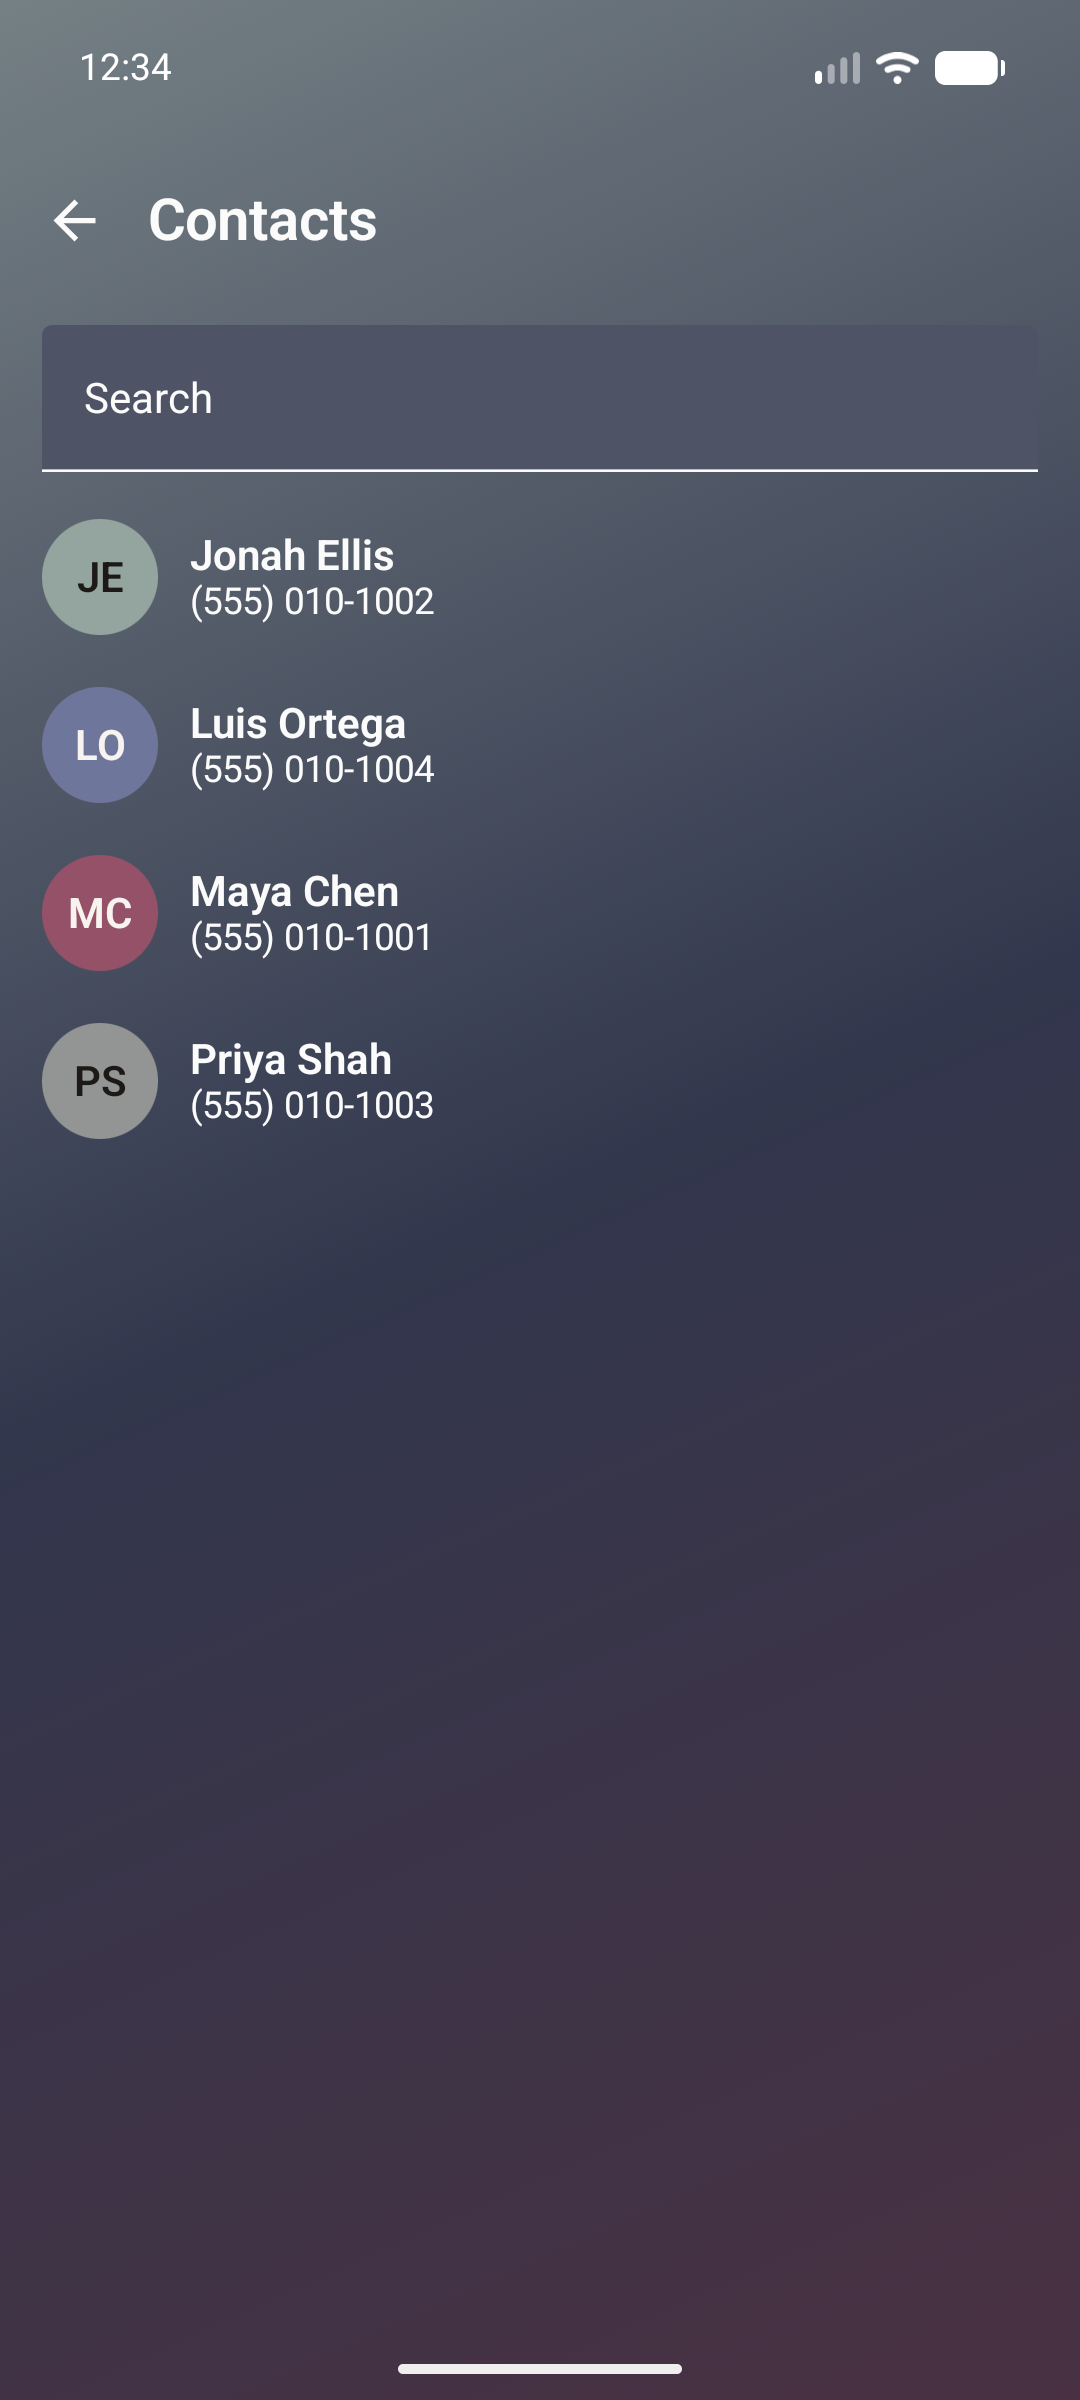 12:34
Contacts
Search
JE
Jonah Ellis
(555) 010-1002
LO
Luis Ortega
(555) 010-1004
MC
Maya Chen
(555) 010-1001
PS
Priya Shah
(555) 010-1003